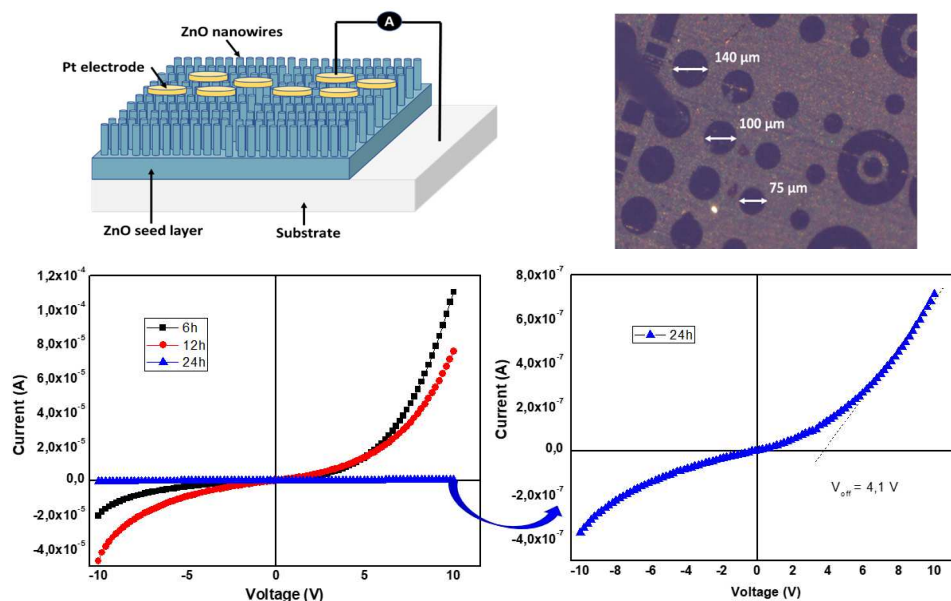 ZnO nanowires
A
Pt electrode
ZnO seed layer
Substrate
140 µm
100 µm
75 µm
1,2x10⁻⁴
1,0x10⁻⁴
8,0x10⁻⁵
6,0x10⁻⁵
4,0x10⁻⁵
2,0x10⁻⁵
0,0
-2,0x10⁻⁵
-4,0x10⁻⁵
Current (A)
6h
12h
24h
-10 -5 0 5 10
Voltage (V)
8,0x10⁻⁷
6,0x10⁻⁷
4,0x10⁻⁷
2,0x10⁻⁷
0,0
-2,0x10⁻⁷
-4,0x10⁻⁷
Current (A)
24h
V_off = 4,1 V
-10 -8 -6 -4 -2 0 2 4 6 8 10
Voltage (V)